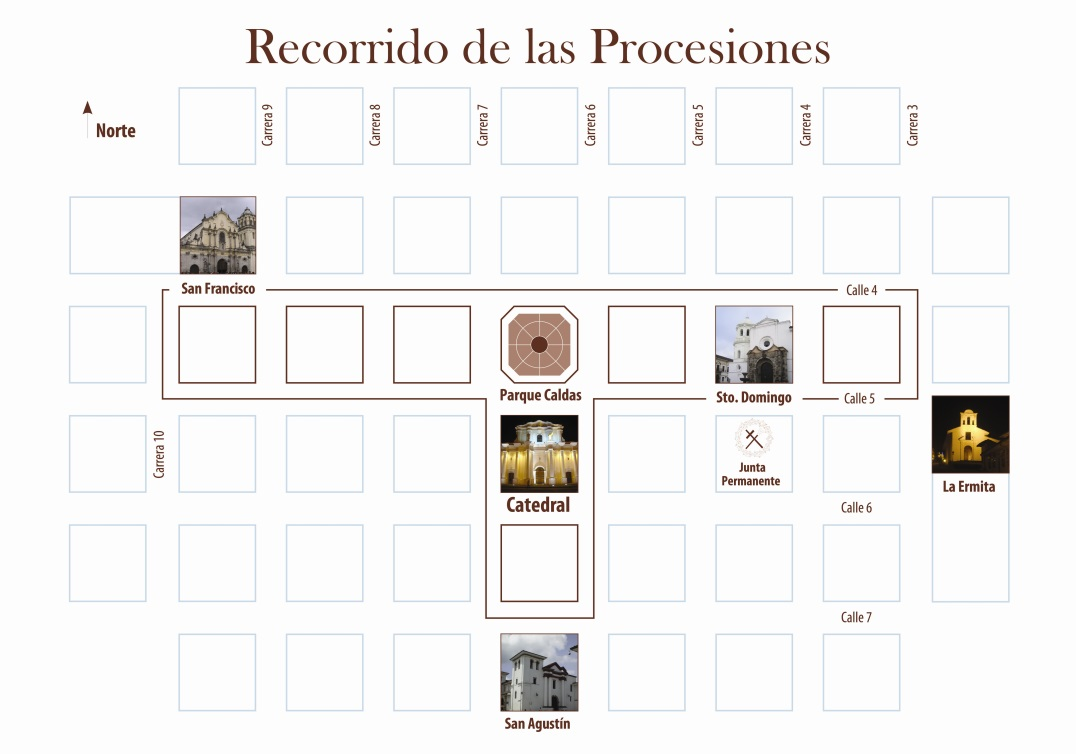 Recorrido de las Procesiones
Norte
Carrera 9
Carrera 8
Carrera 7
Carrera 6
Carrera 5
Carrera 4
Carrera 3
San Francisco
Calle 4
Parque Caldas
Sto. Domingo
Calle 5
Carrera 10
Junta
Permanente
La Ermita
Catedral
Calle 6
Calle 7
San Agustín